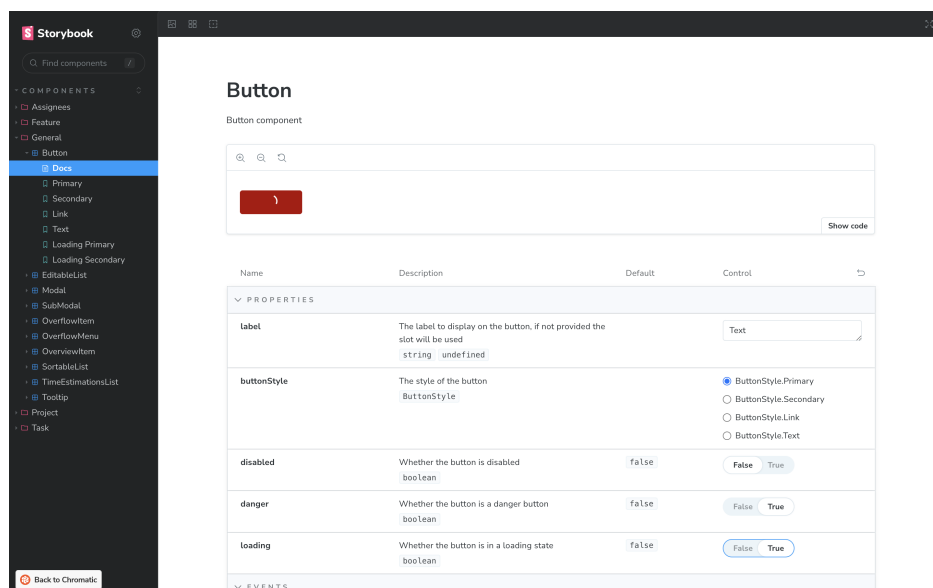 Storybook
Find components /
COMPONENTS
Assignees
Feature
General
Button
Docs
Primary
Secondary
Link
Text
Loading Primary
Loading Secondary
EditableList
Modal
SubModal
OverflowItem
OverflowMenu
OverviewItem
SortableList
TimeEstimationsList
Tooltip
Project
Task
Back to Chromatic
Button
Button component
Show code
Name Description Default Control
PROPERTIES
label The label to display on the button, if not provided the Text
slot will be used
string undefined
buttonStyle The style of the button ButtonStyle.Primary
ButtonStyle ButtonStyle.Secondary
ButtonStyle.Link
ButtonStyle.Text
disabled Whether the button is disabled false False True
boolean
danger Whether the button is a danger button false False True
boolean
loading Whether the button is in a loading state false False True
boolean
EVENTS